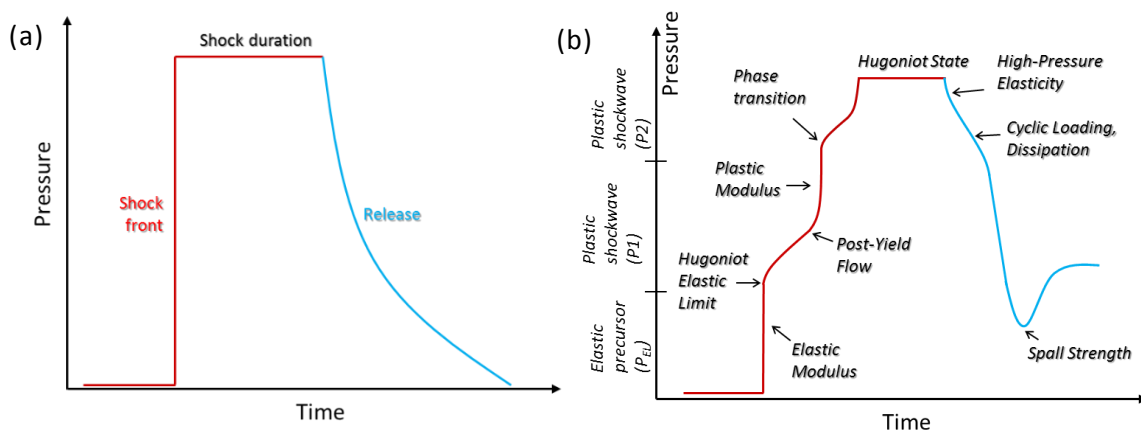 (a)
Shock duration
Pressure
Shock
front
Release
Time
(b)
Pressure
Plastic
shockwave
(P2)
Plastic
shockwave
(P1)
Elastic
precursor
(PEL)
Hugoniot State
High-Pressure
Elasticity
Phase
transition
Cyclic Loading,
Dissipation
Plastic
Modulus
Post-Yield
Flow
Hugoniot
Elastic
Limit
Elastic
Modulus
Spall Strength
Time